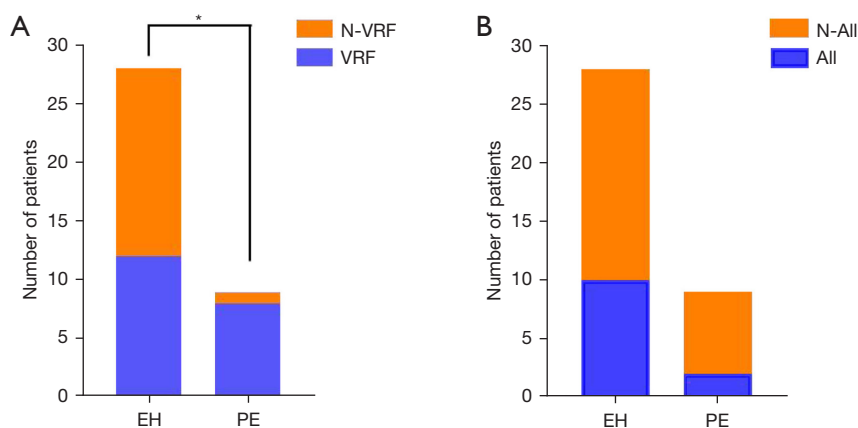 A
*
N-VRF
VRF
Number of patients
30
25
20
15
10
5
0
EH PE
B
N-All
All
Number of patients
30
25
20
15
10
5
0
EH PE